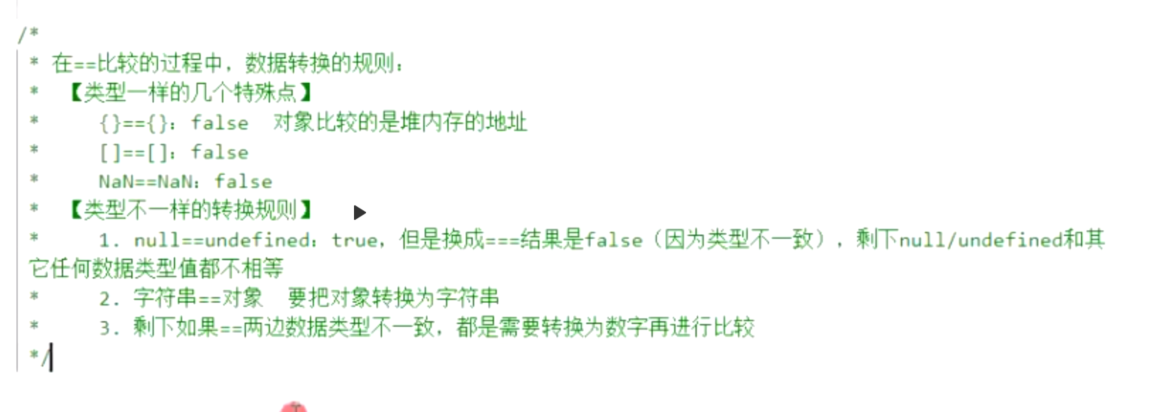 /*
* 在==比较的过程中，数据转换的规则：
* 【类型一样的几个特殊点】
* {}=={}：false 对象比较的是堆内存的地址
* []==[]：false
* NaN==NaN：false
* 【类型不一样的转换规则】
* 1. null==undefined：true，但是换成===结果是false（因为类型不一致），剩下null/undefined和其
它任何数据类型值都不相等
* 2. 字符串==对象 要把对象转换为字符串
* 3. 剩下如果==两边数据类型不一致，都是需要转换为数字再进行比较
*/